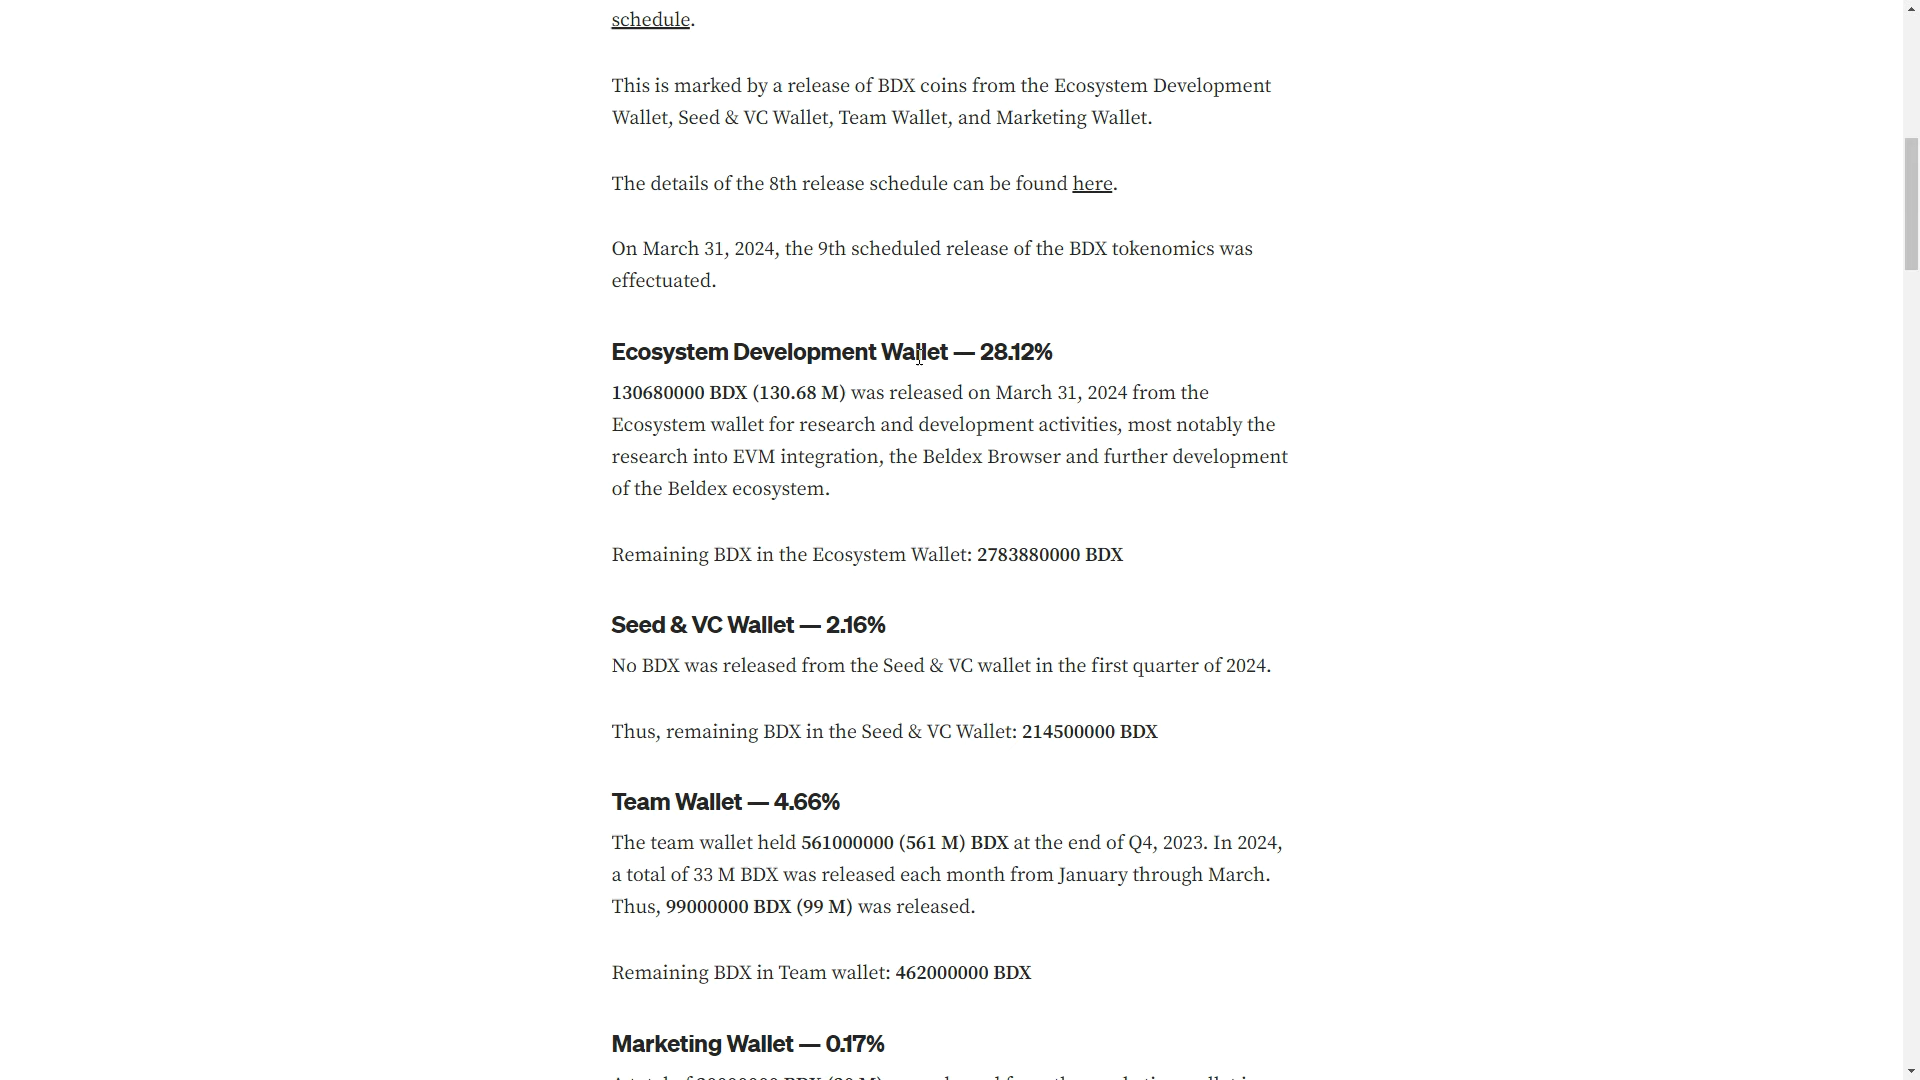 schedule.
This is marked by a release of BDX coins from the Ecosystem Development
Wallet, Seed & VC Wallet, Team Wallet, and Marketing Wallet.
The details of the 8th release schedule can be found here.
On March 31, 2024, the 9th scheduled release of the BDX tokenomics was
effectuated.
Ecosystem Development Wallet — 28.12%
130680000 BDX (130.68 M) was released on March 31, 2024 from the
Ecosystem wallet for research and development activities, most notably the
research into EVM integration, the Beldex Browser and further development
of the Beldex ecosystem.
Remaining BDX in the Ecosystem Wallet: 2783880000 BDX
Seed & VC Wallet — 2.16%
No BDX was released from the Seed & VC wallet in the first quarter of 2024.
Thus, remaining BDX in the Seed & VC Wallet: 214500000 BDX
Team Wallet — 4.66%
The team wallet held 561000000 (561 M) BDX at the end of Q4, 2023. In 2024,
a total of 33 M BDX was released each month from January through March.
Thus, 99000000 BDX (99 M) was released.
Remaining BDX in Team wallet: 462000000 BDX
Marketing Wallet — 0.17%